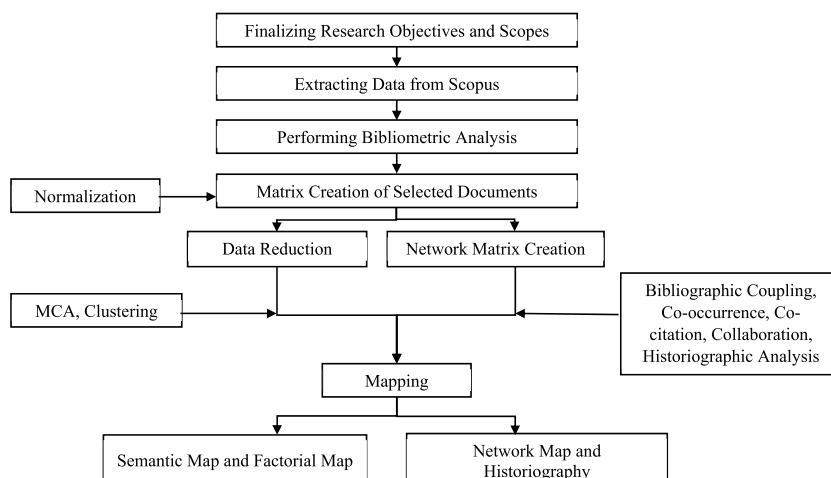 Finalizing Research Objectives and Scopes
Extracting Data from Scopus
Performing Bibliometric Analysis
Normalization
Matrix Creation of Selected Documents
Data Reduction
Network Matrix Creation
MCA, Clustering
Bibliographic Coupling,
Co-occurrence, Co-
citation, Collaboration,
Historiographic Analysis
Mapping
Semantic Map and Factorial Map
Network Map and
Historiography